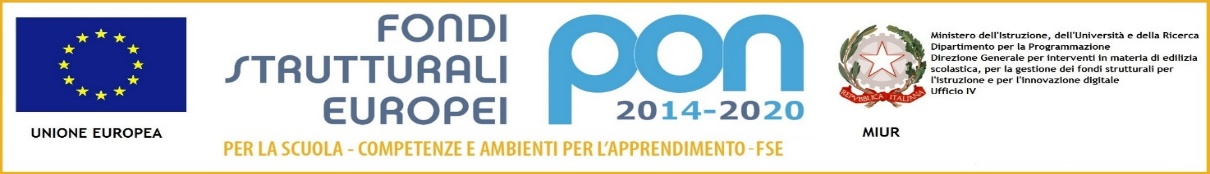 UNIONE EUROPEA
FONDI
STRUTTURALI
EUROPEI
pon
2014-2020
PER LA SCUOLA - COMPETENZE E AMBIENTI PER L'APPRENDIMENTO-FSE
REPVBBLICA ITALIANA
MIUR
Ministero dell'Istruzione, dell'Università e della Ricerca
Dipartimento per la Programmazione
Direzione Generale per interventi in materia di edilizia
scolastica, per la gestione dei fondi strutturali per
l'Istruzione e per l'Innovazione digitale
Ufficio IV